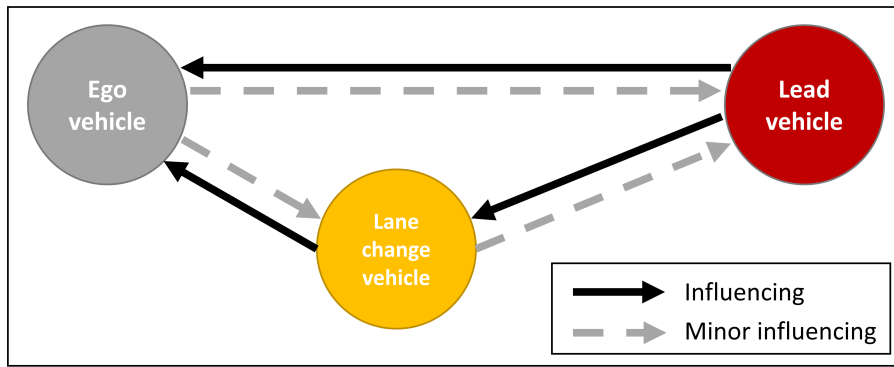 Ego
vehicle
Lead
vehicle
Lane
change
vehicle
Influencing
Minor influencing